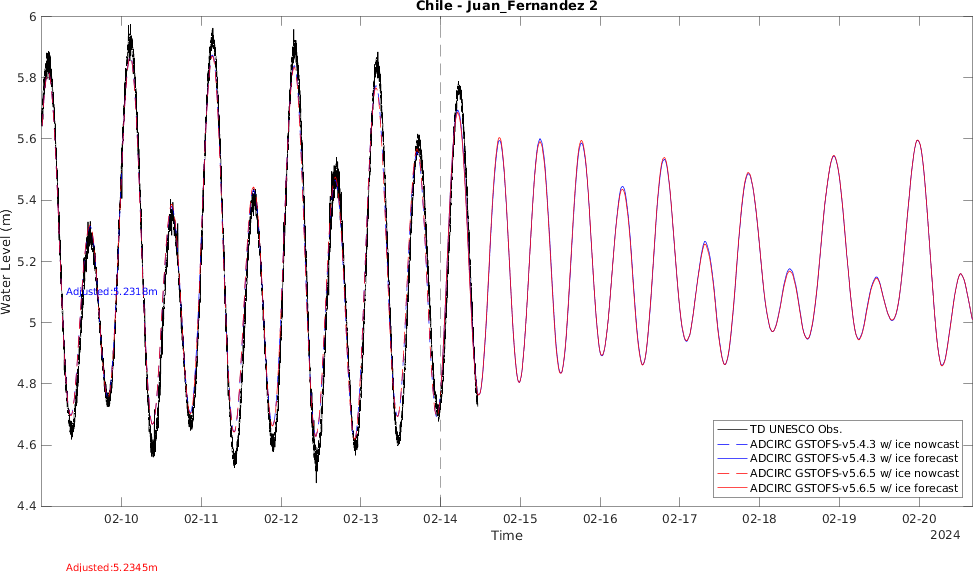 Chile - Juan_Fernandez 2
6
5.8
5.6
5.4
5.2
5
4.8
4.6
4.4
Water Level (m)
Adjusted:5.2318m
TD UNESCO Obs.
ADCIRC GSTOFS-v5.4.3 w/ ice nowcast
ADCIRC GSTOFS-v5.4.3 w/ ice forecast
ADCIRC GSTOFS-v5.6.5 w/ ice nowcast
ADCIRC GSTOFS-v5.6.5 w/ ice forecast
02-10 02-11 02-12 02-13 02-14 02-15 02-16 02-17 02-18 02-19 02-20
Time
2024
Adjusted:5.2345m